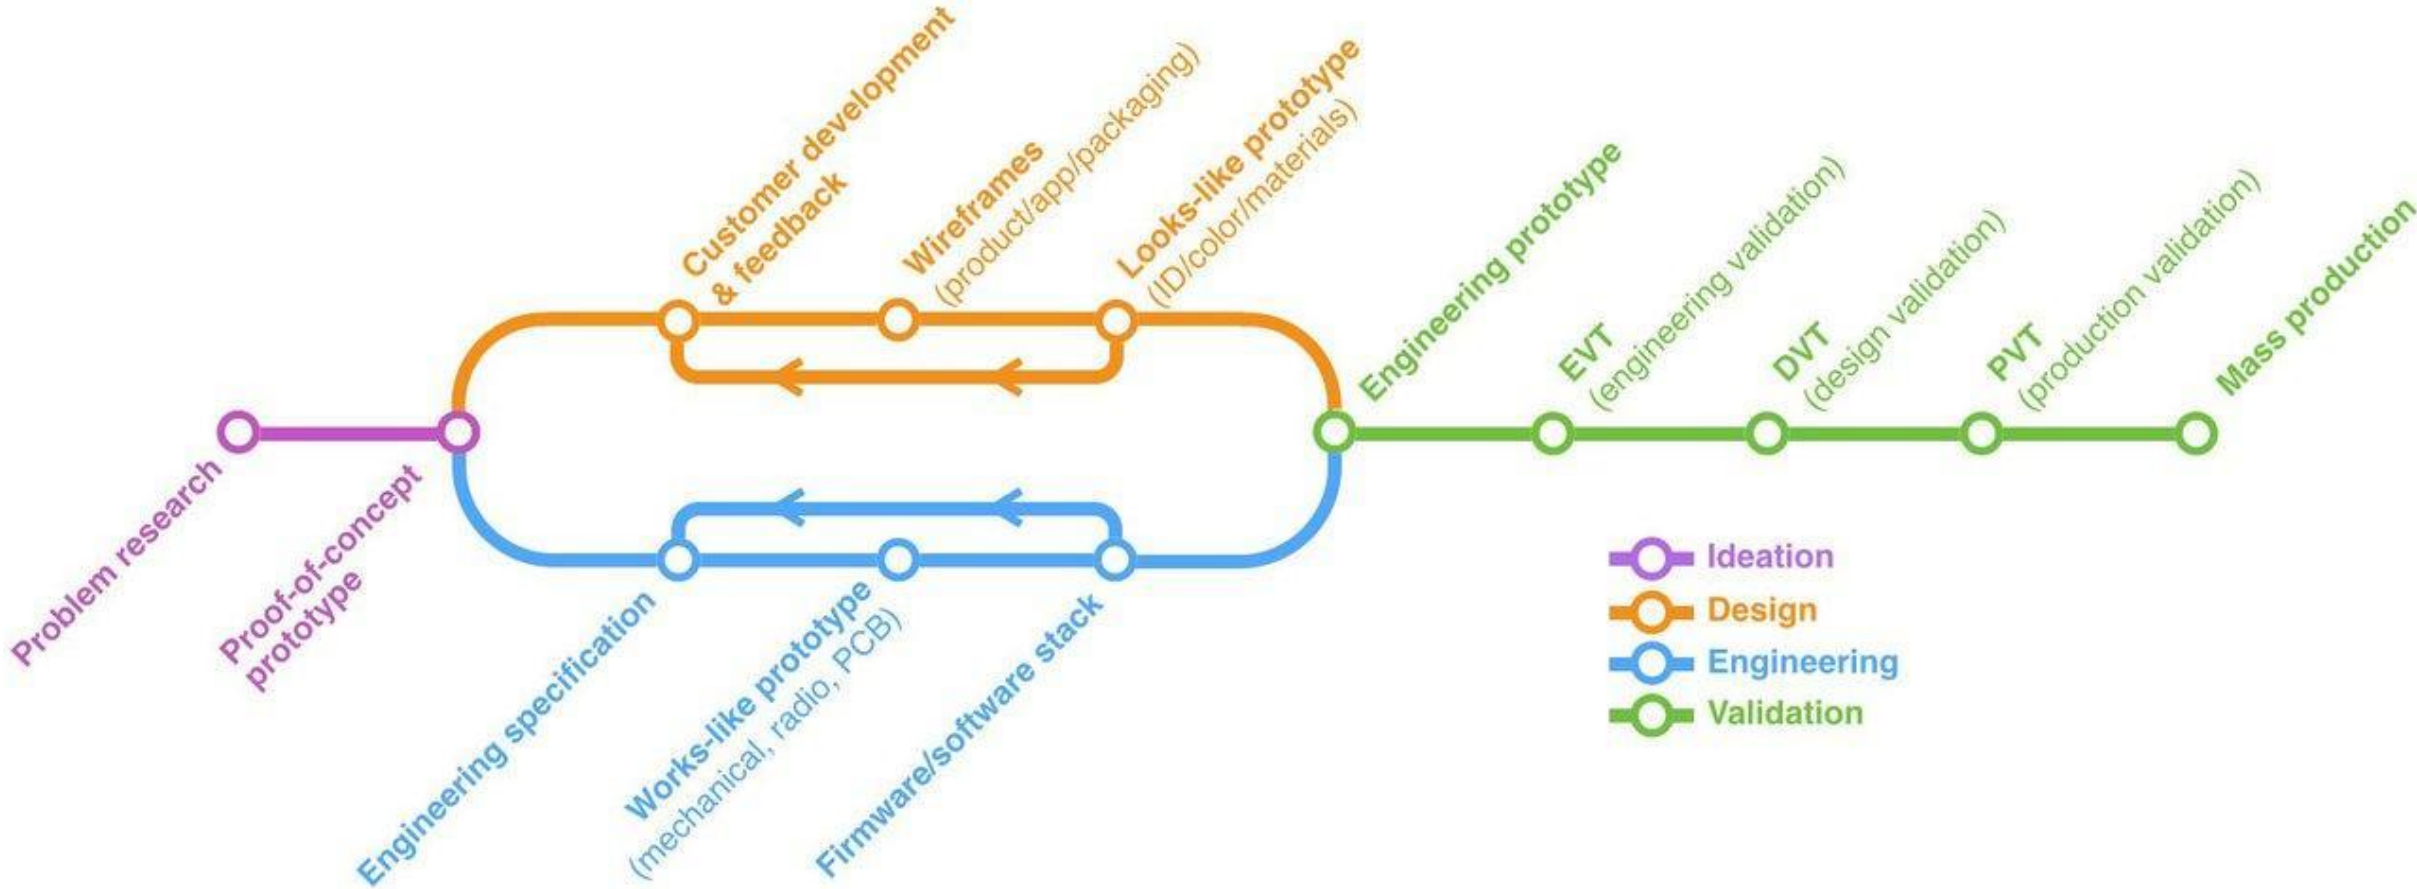 Problem research
Proof-of-concept
prototype
Customer development
& feedback
Wireframes
(product/app/packaging)
Looks-like prototype
(ID/color/materials)
Engineering specification
Works-like prototype
(mechanical, radio, PCB)
Firmware/software stack
Engineering prototype
EVT
(engineering validation)
DVT
(design validation)
PVT
(production validation)
Mass production
Ideation
Design
Engineering
Validation